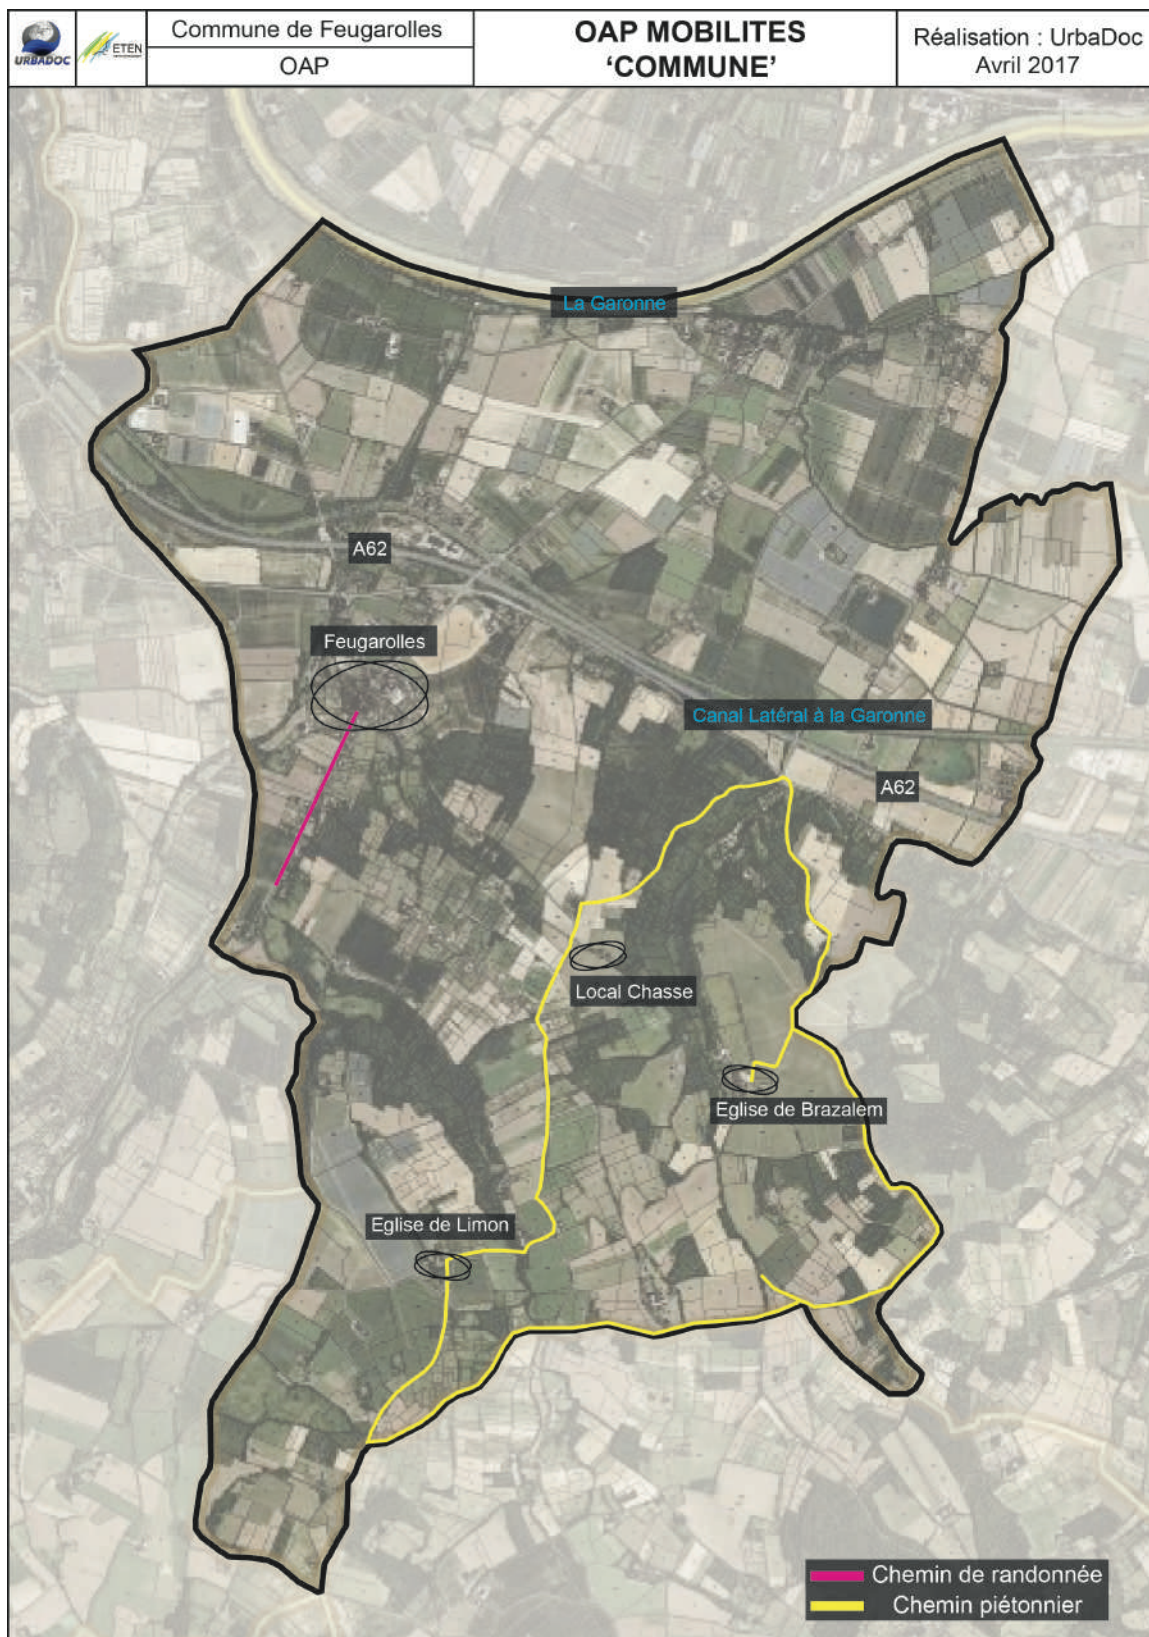 URBADOC
ETEN
Commune de Feugarolles
OAP
OAP MOBILITES
‘COMMUNE’
Réalisation : UrbaDoc
Avril 2017
La Garonne
A62
Feugarolles
Canal Latéral à la Garonne
A62
Local Chasse
Eglise de Brazalem
Eglise de Limon
Chemin de randonnée
Chemin piétonnier